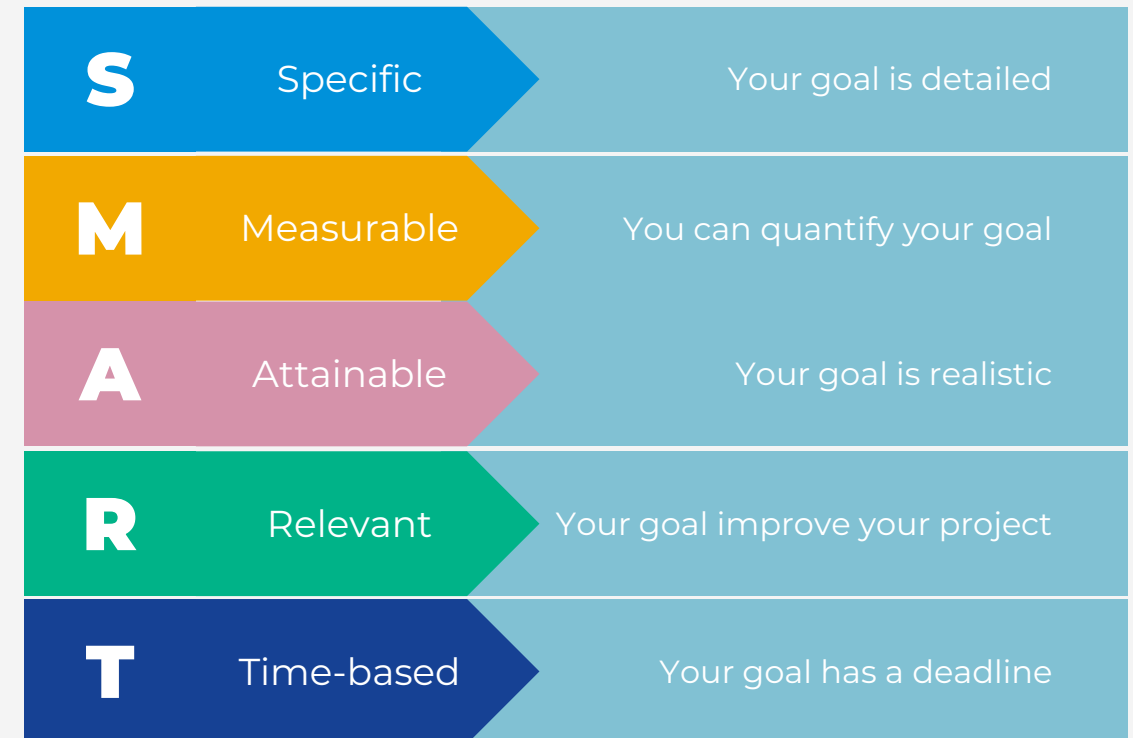 S Specific Your goal is detailed
M Measurable You can quantify your goal
A Attainable Your goal is realistic
R Relevant Your goal improve your project
T Time-based Your goal has a deadline